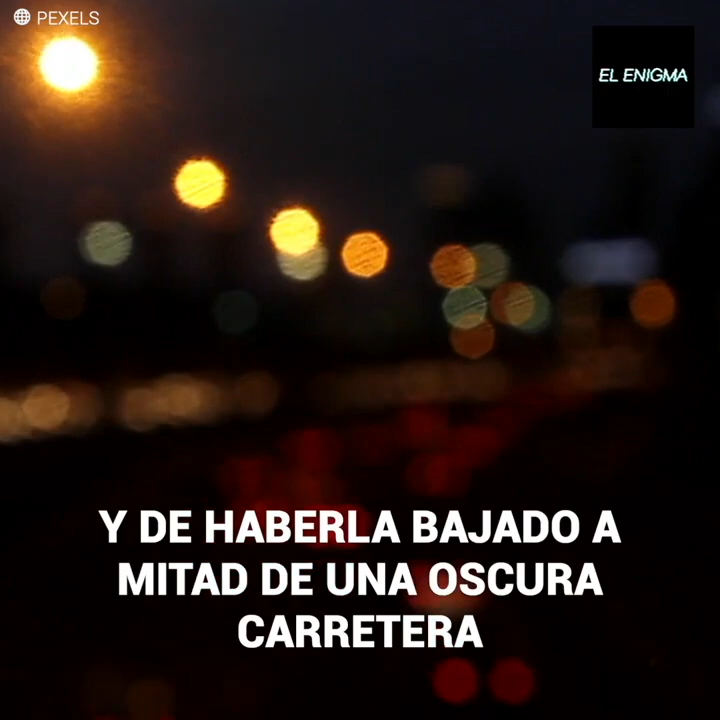 PEXELS
EL ENIGMA
Y DE HABERLA BAJADO A
MITAD DE UNA OSCURA
CARRETERA